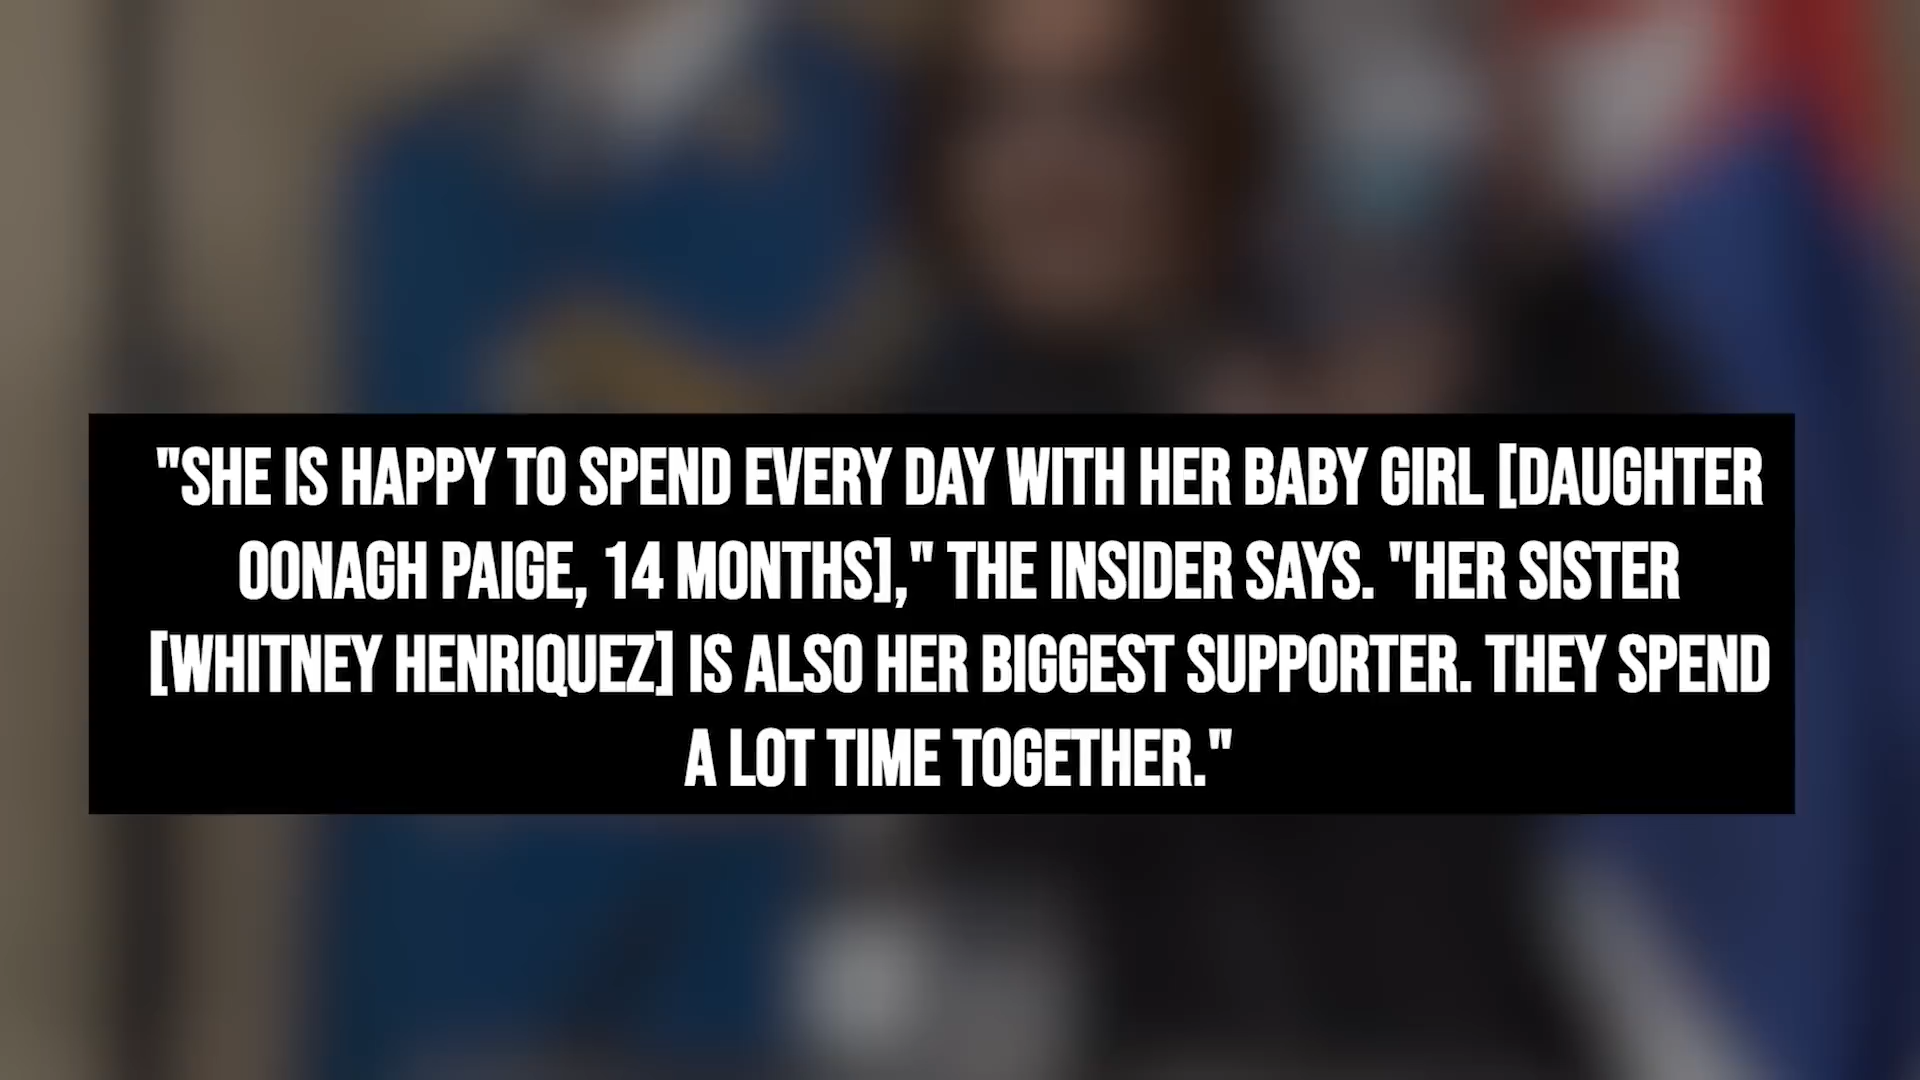 "SHE IS HAPPY TO SPEND EVERY DAY WITH HER BABY GIRL [DAUGHTER
OONAGH PAIGE, 14 MONTHS]," THE INSIDER SAYS. "HER SISTER
[WHITNEY HENRIQUEZ] IS ALSO HER BIGGEST SUPPORTER. THEY SPEND
A LOT TIME TOGETHER."